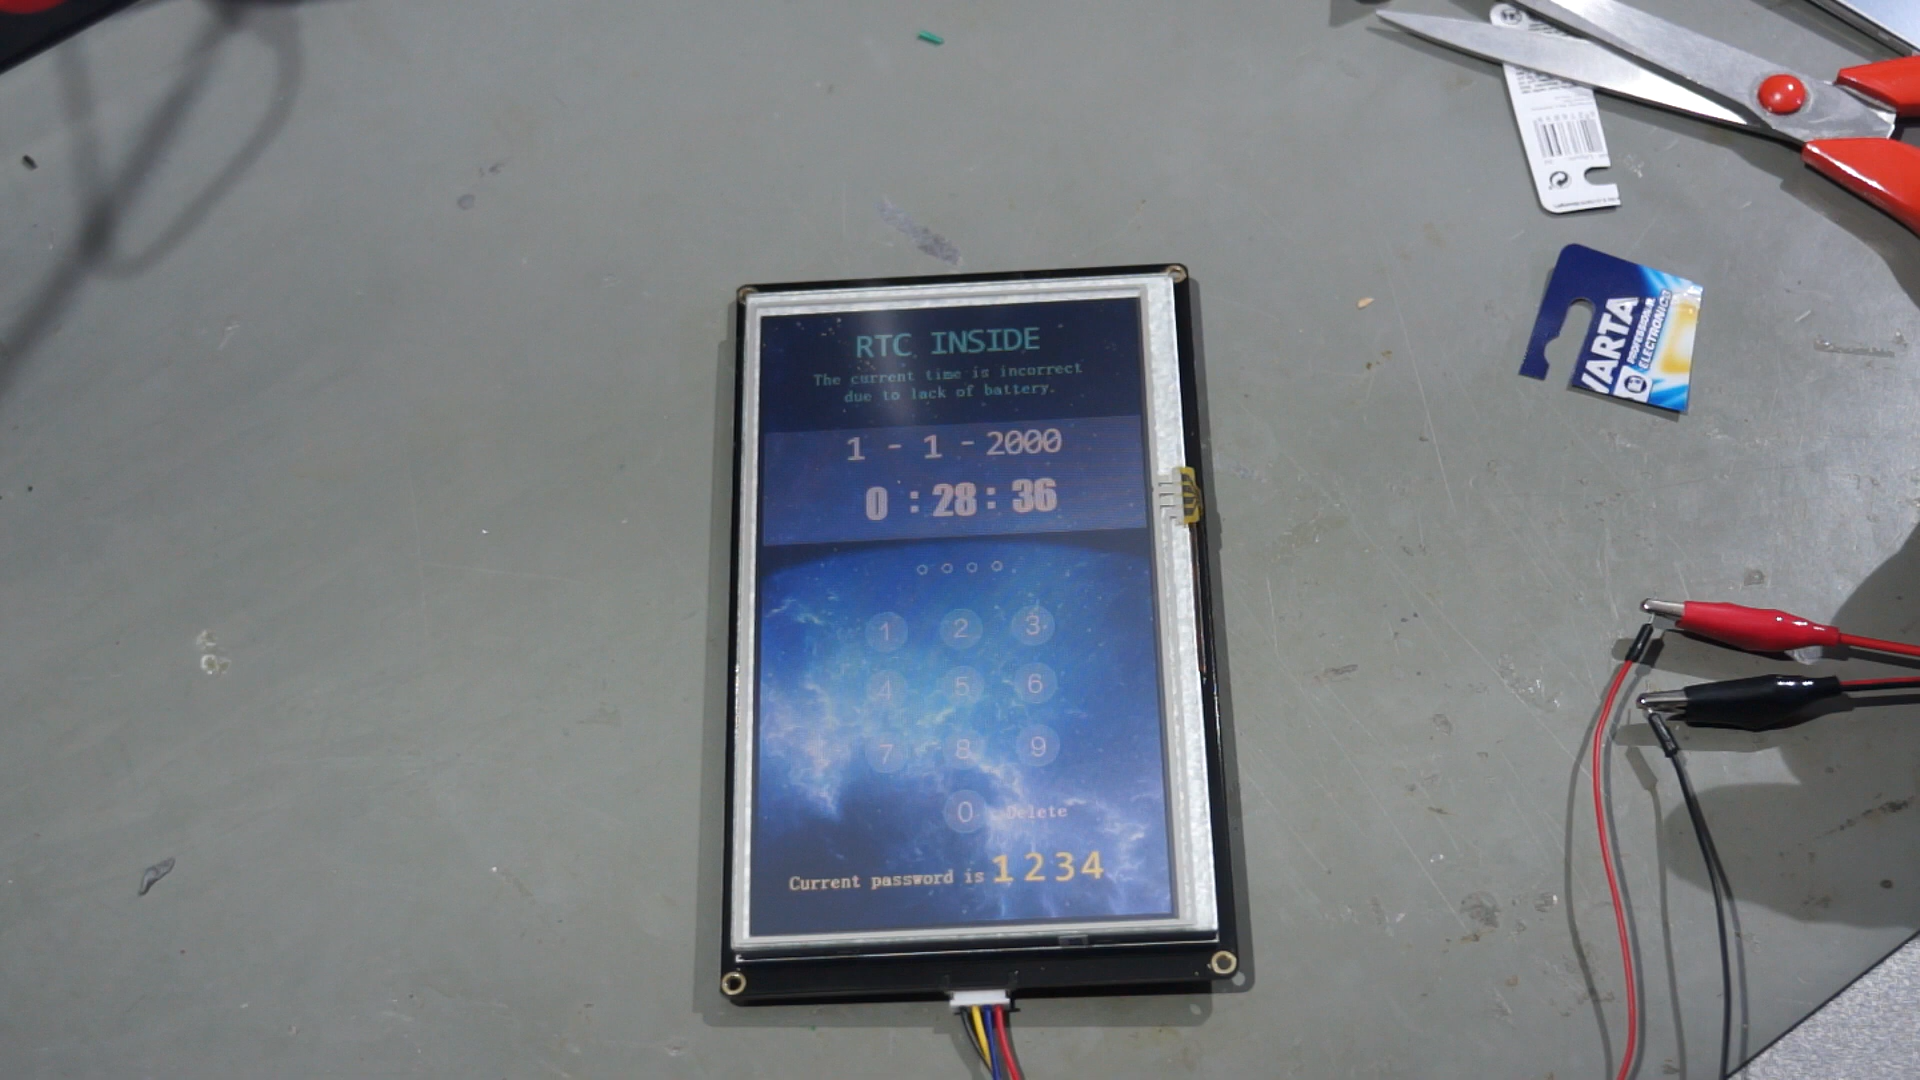 RTC INSIDE
The current time is incorrect
due to lack of battery.
1 - 1 - 2000
0 : 28 : 36
1 2 3
4 5 6
7 8 9
0 Delete
Current password is 1234
VARTA
PROFESSIONAL
ELECTRONICS